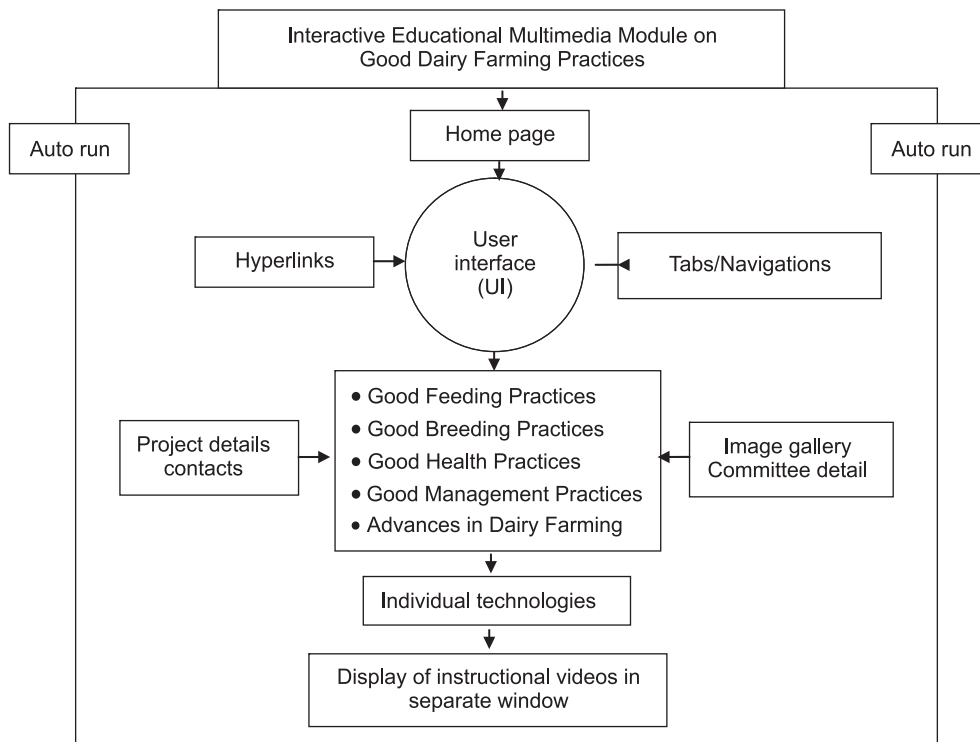 Interactive Educational Multimedia Module on
Good Dairy Farming Practices
Auto run
Home page
Auto run
Hyperlinks
User
interface
(UI)
Tabs/Navigations
Project details
contacts
• Good Feeding Practices
• Good Breeding Practices
• Good Health Practices
• Good Management Practices
• Advances in Dairy Farming
Image gallery
Committee detail
Individual technologies
Display of instructional videos in
separate window